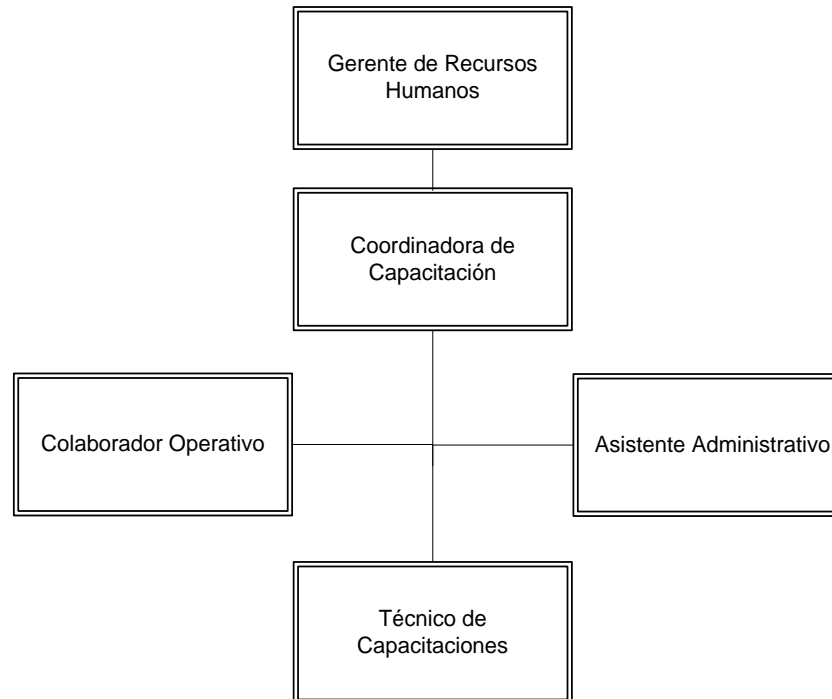 Gerente de Recursos
Humanos
Coordinadora de
Capacitación
Colaborador Operativo
Asistente Administrativo
Técnico de
Capacitaciones